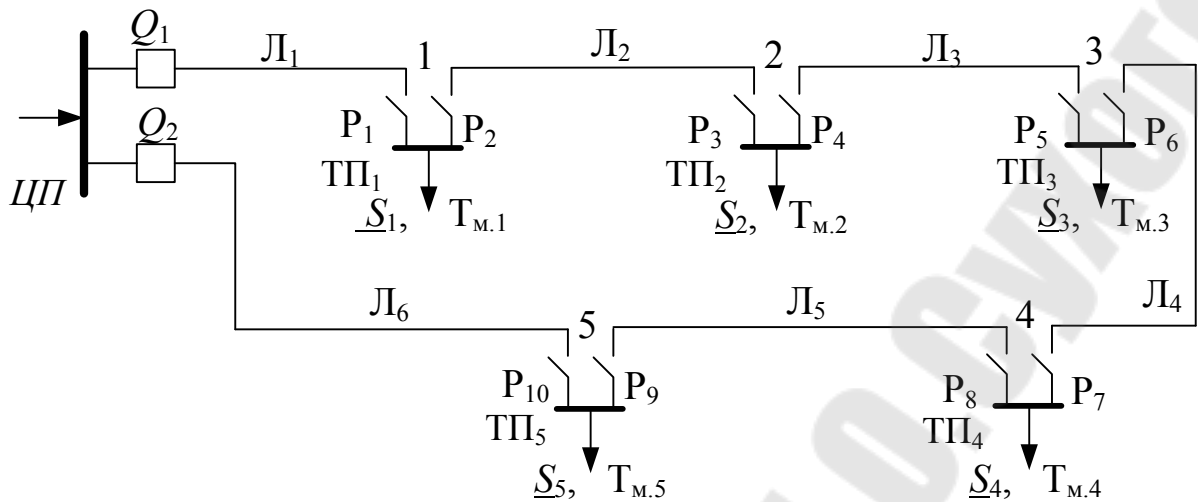 Q1 Л1 1 Л2 2 Л3 3
Q2 P1 P2 P3 P4 P5 P6
ЦП ТП1 ТП2 ТП3
S1, Тм.1 S2, Тм.2 S3, Тм.3
Л6 5 Л5 4 Л4
P10 P9 P8 P7
ТП5 ТП4
S5, Тм.5 S4, Тм.4